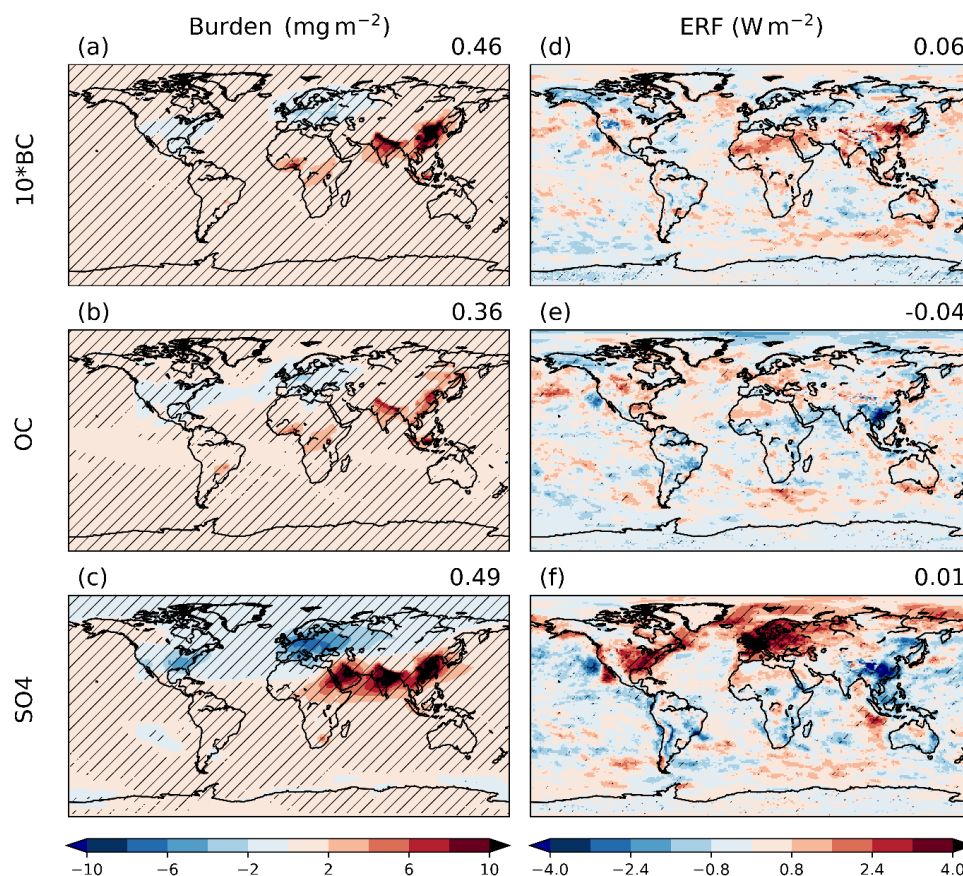 Burden (mg m⁻²)
ERF (W m⁻²)
(a) 0.46
(d) 0.06
10*BC
(b) 0.36
(e) -0.04
OC
(c) 0.49
(f) 0.01
SO4
−10 −6 −2 2 6 10
−4.0 −2.4 −0.8 0.8 2.4 4.0